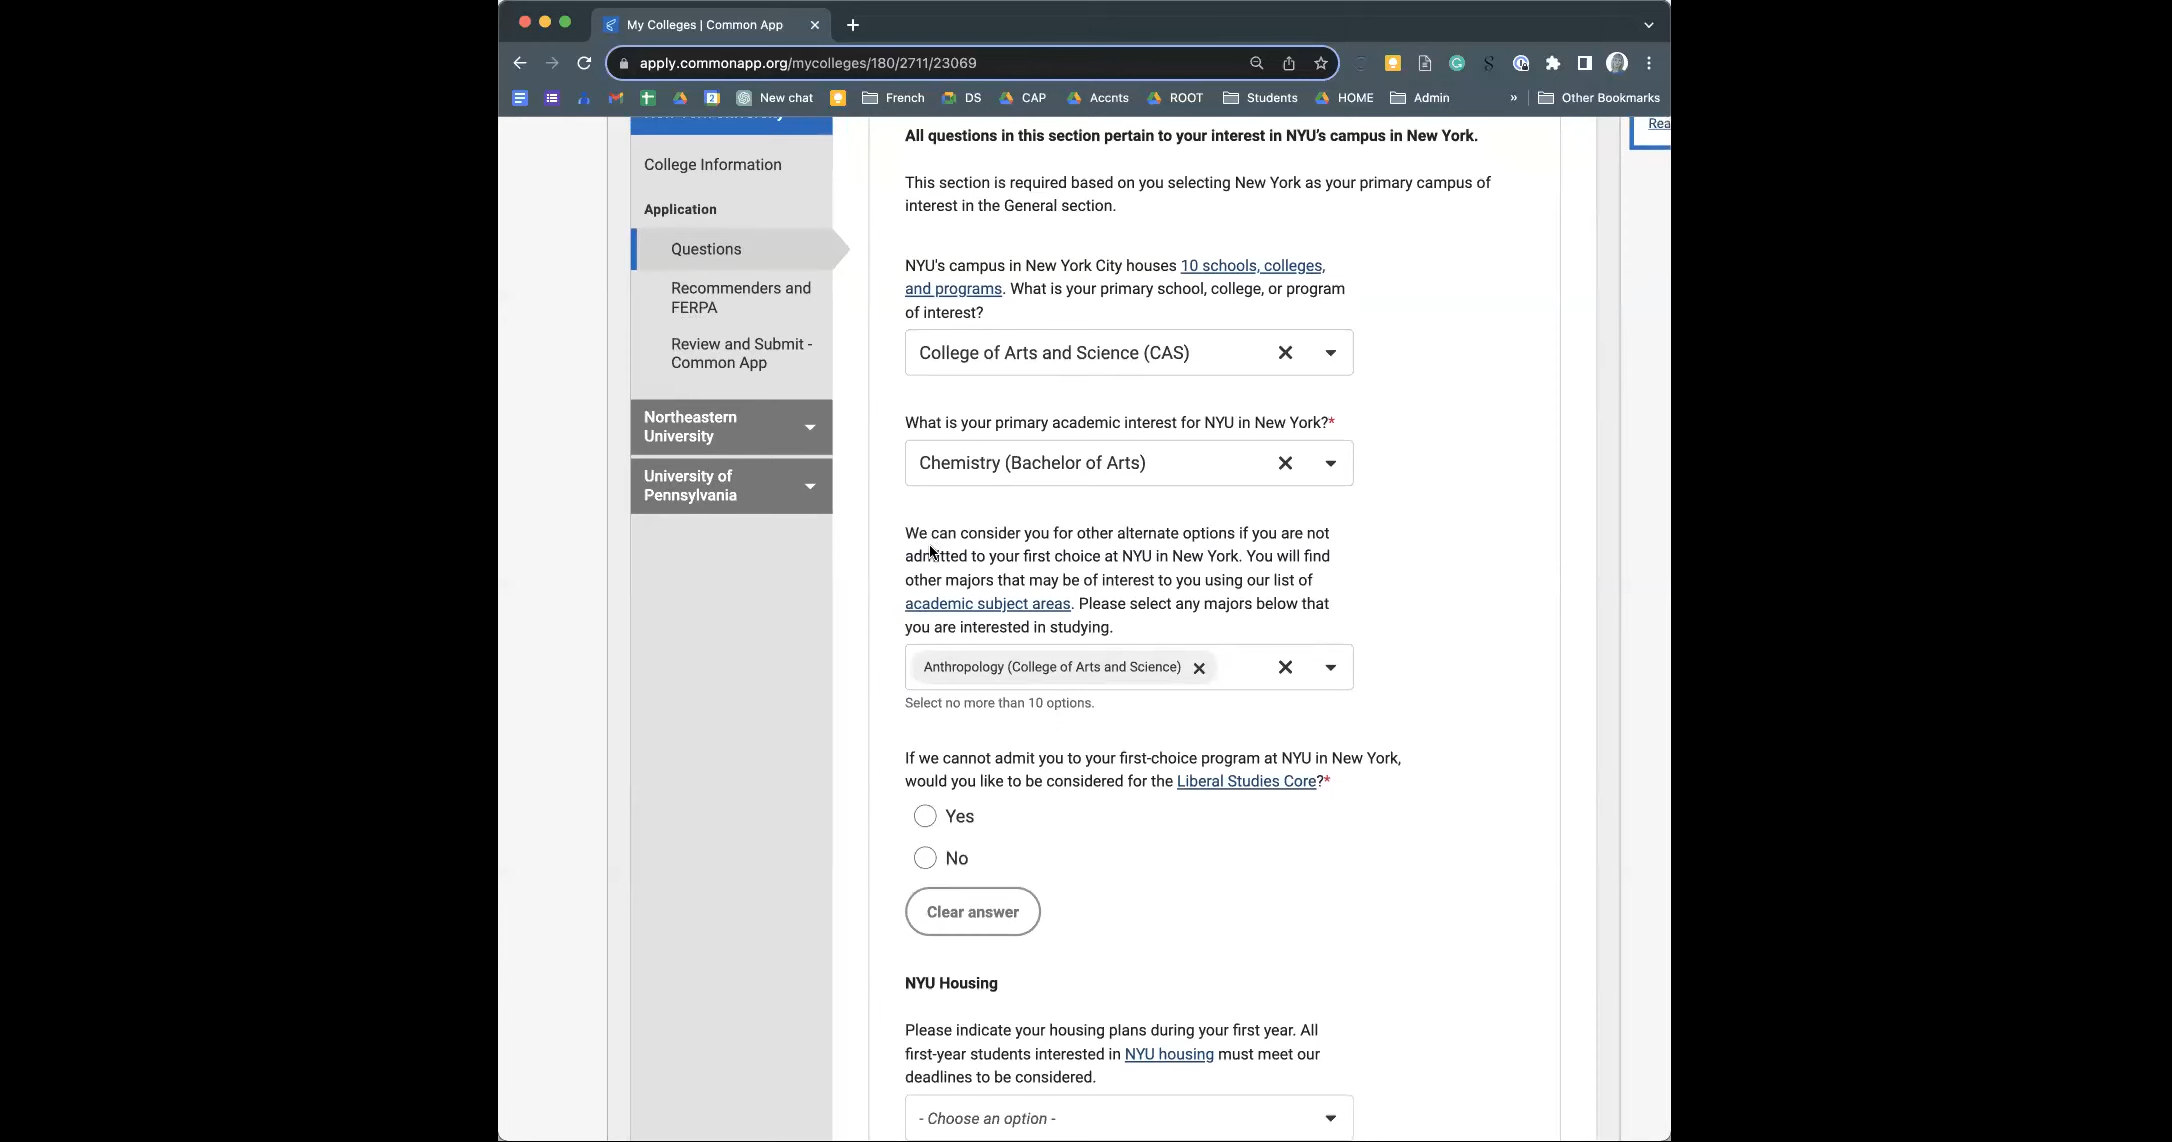 My Colleges | Common App
apply.commonapp.org/mycolleges/180/2711/23069
New chat
French
DS
CAP
Accnts
ROOT
Students
HOME
Admin
»
Other Bookmarks
College Information
Application
Questions
Recommenders and
FERPA
Review and Submit -
Common App
Northeastern
University
University of
Pennsylvania
All questions in this section pertain to your interest in NYU's campus in New York.
This section is required based on you selecting New York as your primary campus of
interest in the General section.
NYU's campus in New York City houses 10 schools, colleges,
and programs. What is your primary school, college, or program
of interest?
College of Arts and Science (CAS)
What is your primary academic interest for NYU in New York?*
Chemistry (Bachelor of Arts)
We can consider you for other alternate options if you are not
admitted to your first choice at NYU in New York. You will find
other majors that may be of interest to you using our list of
academic subject areas. Please select any majors below that
you are interested in studying.
Anthropology (College of Arts and Science)
Select no more than 10 options.
If we cannot admit you to your first-choice program at NYU in New York,
would you like to be considered for the Liberal Studies Core?*
Yes
No
Clear answer
NYU Housing
Please indicate your housing plans during your first year. All
first-year students interested in NYU housing must meet our
deadlines to be considered.
- Choose an option -
Rea